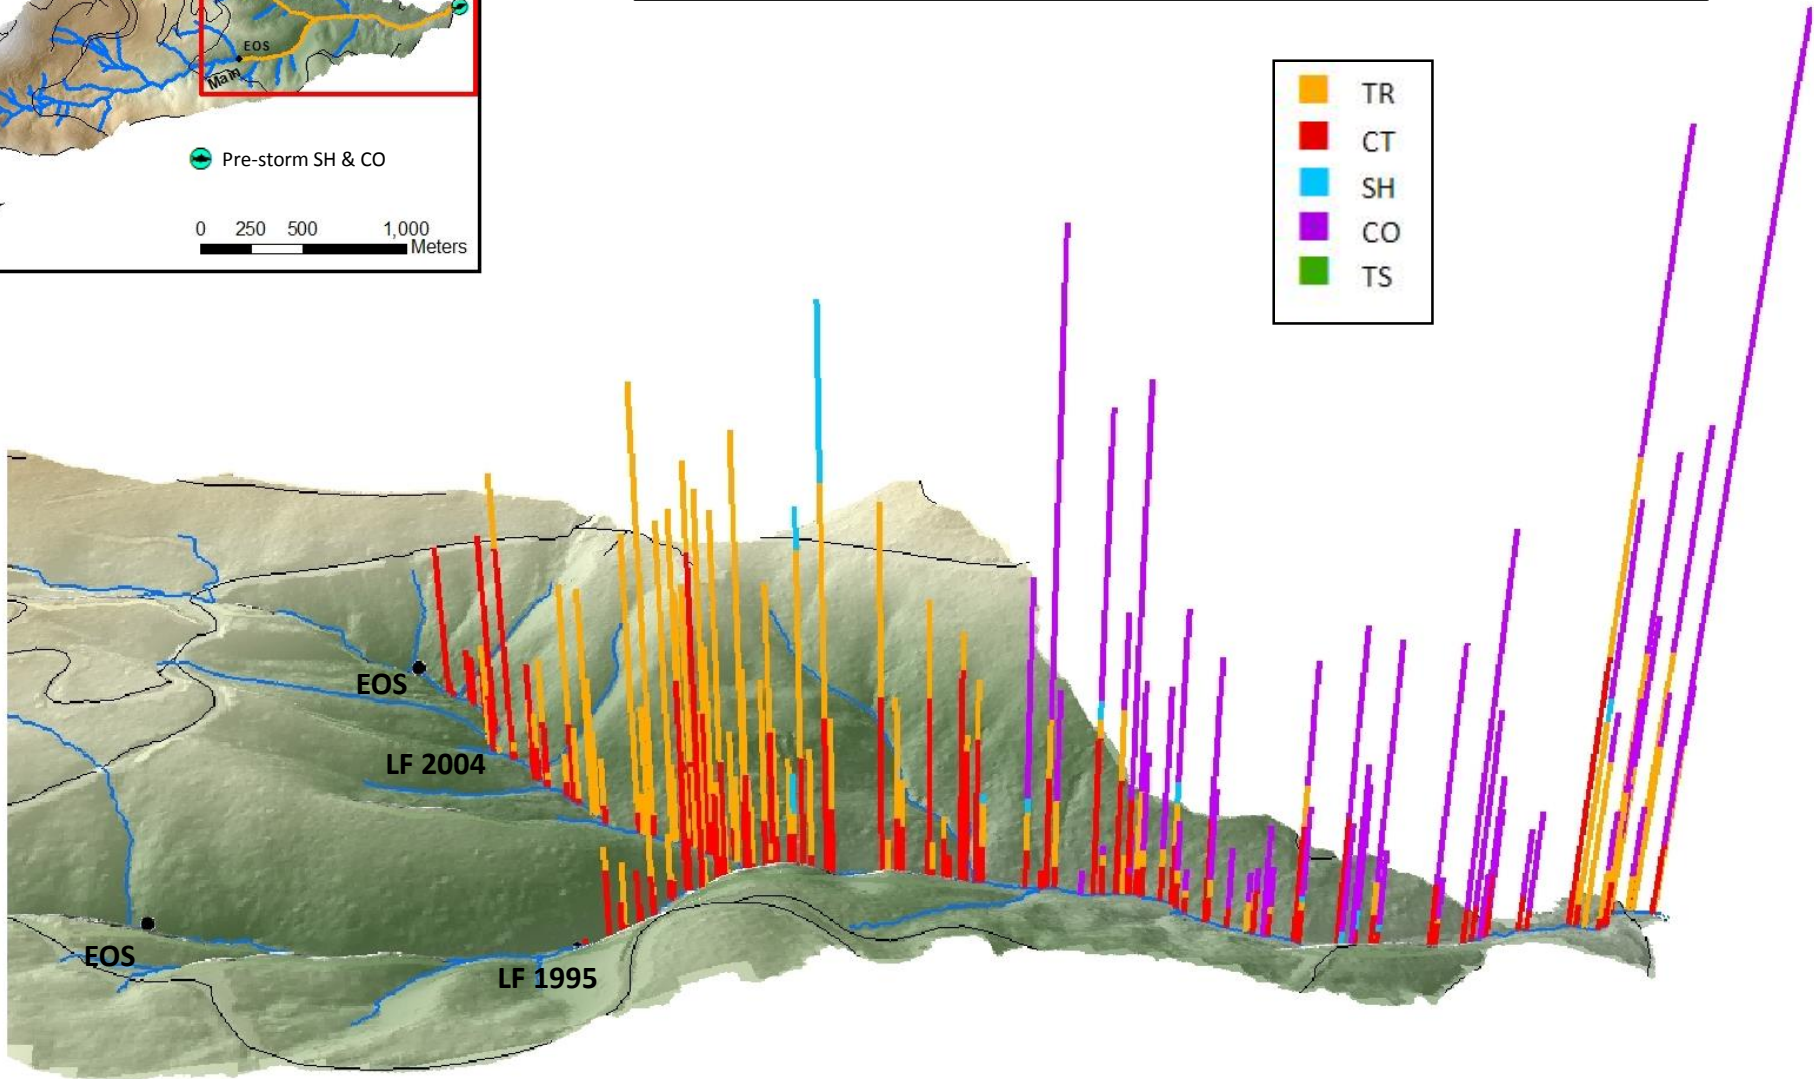 EOS
Main
Pre-storm SH & CO
0 250 500 1,000
Meters
TR
CT
SH
CO
TS
EOS
LF 2004
EOS
LF 1995